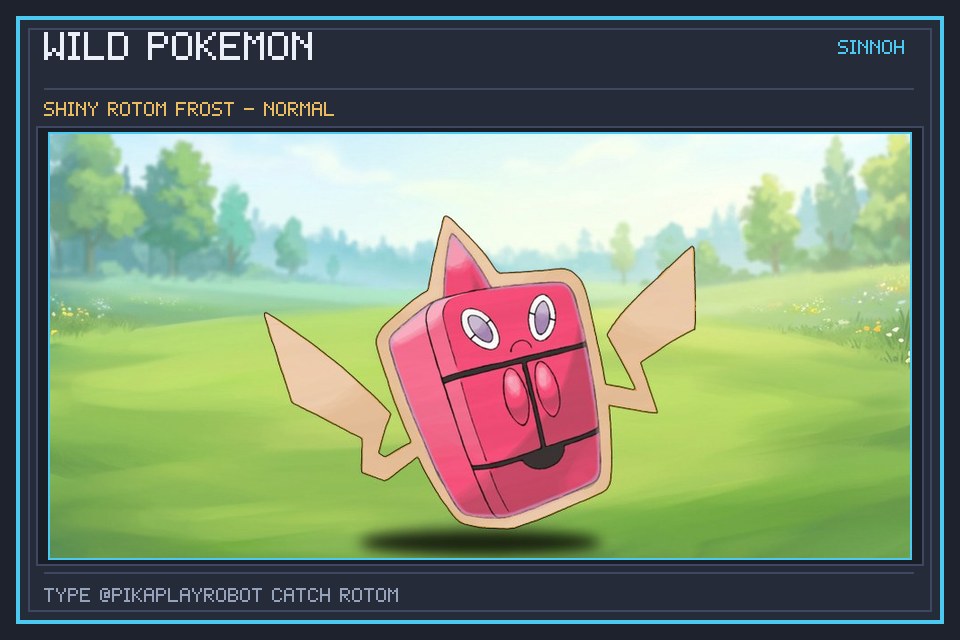 WILD POKEMON
SINNOH
SHINY ROTOM FROST - NORMAL
TYPE @PIKAPLAYROBOT CATCH ROTOM